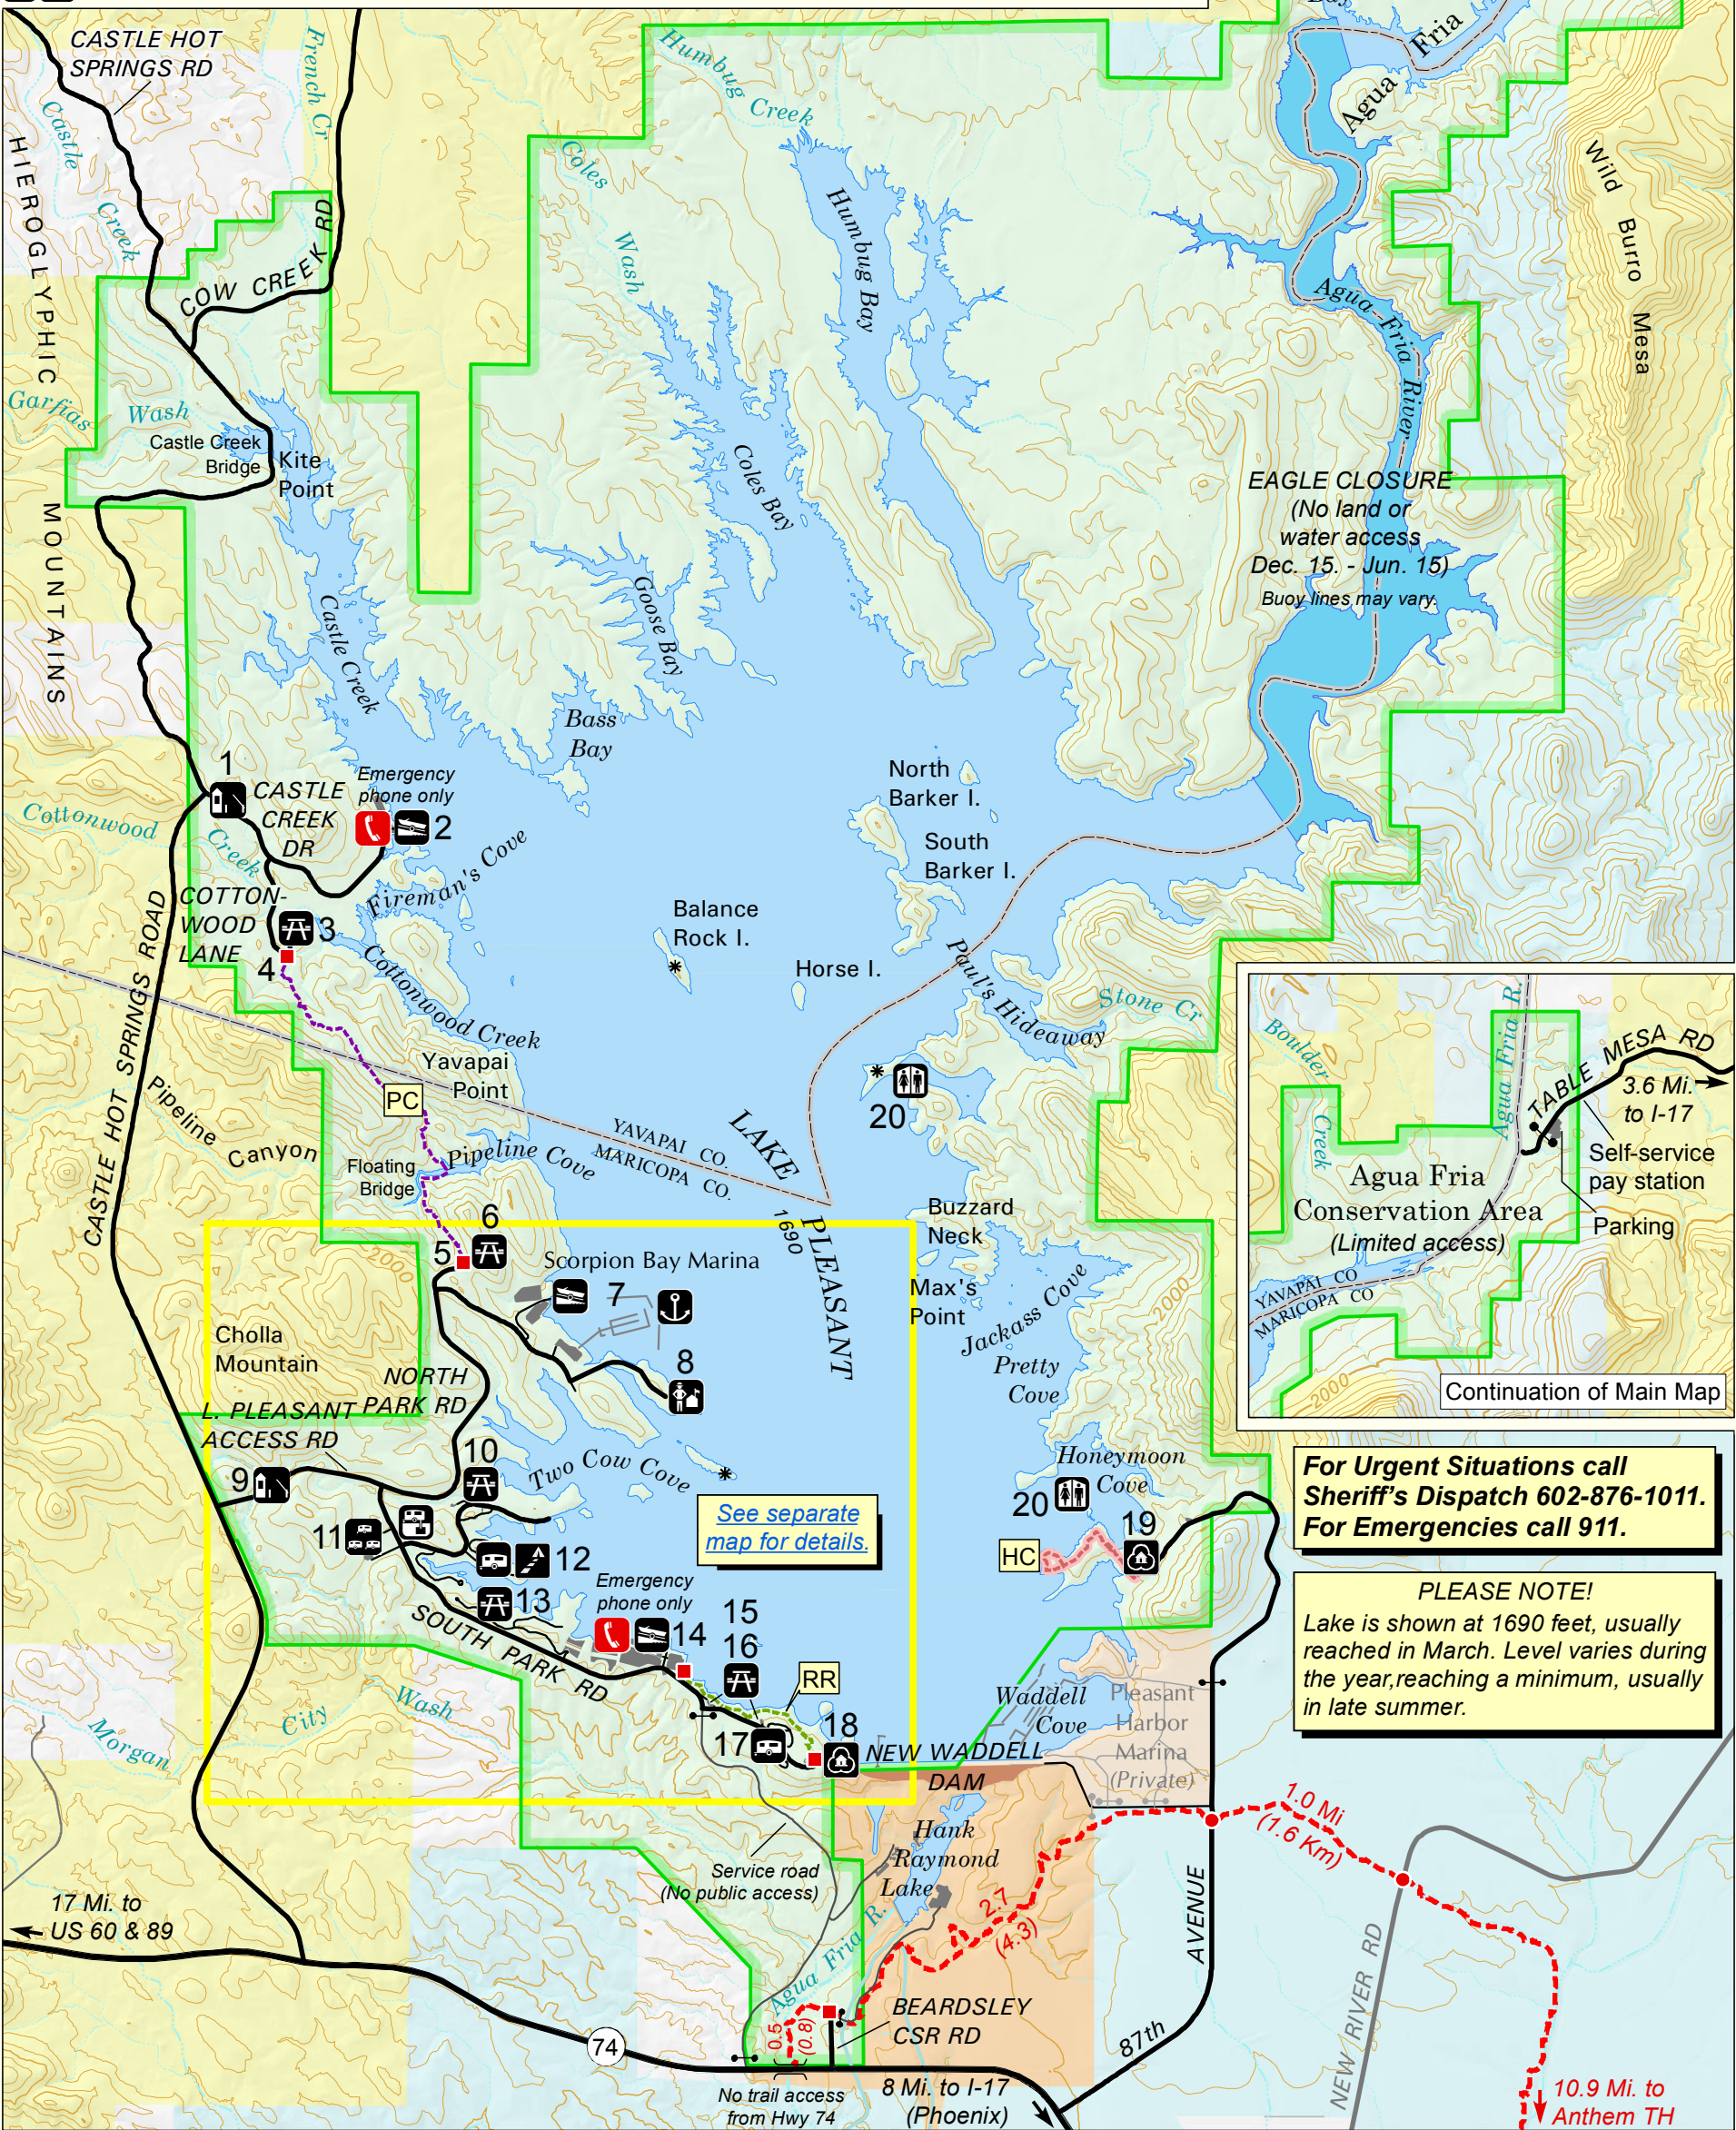 CASTLE HOT
SPRINGS RD
French Cr
Castle
Creek
HIEROGLYPHIC
MOUNTAINS
COW CREEK RD
Humbug Creek
Coles
Wash
Humbug Bay
Fria
Agua
Wild Burro Mesa
Agua Fria River
Garfias
Wash
Castle Creek
Bridge
Kite
Point
Coles Bay
EAGLE CLOSURE
(No land or
water access
Dec. 15. - Jun. 15)
Buoy lines may vary.
Castle Creek
Goose Bay
Bass
Bay
1
CASTLE
CREEK
DR
Emergency
phone only
2
Cottonwood
Creek
Fireman's Cove
North
Barker I.
South
Barker I.
COTTON-
WOOD
LANE
3
4
Balance
Rock I.
Horse I.
Cottonwood Creek
Paul's Hideaway
Stone Cr
CASTLE HOT SPRINGS ROAD
Yavapai
Point
PC
20
Pipeline
Canyon
Floating
Bridge
Pipeline Cove
YAVAPAI CO.
MARICOPA CO.
LAKE
PLEASANT
1690
Buzzard
Neck
Max's
Point
Jackass Cove
Pretty
Cove
2000
Boulder
Creek
Agua Fria R.
TABLE MESA RD
3.6 Mi.
to I-17
Self-service
pay station
Parking
Agua Fria
Conservation Area
(Limited access)
YAVAPAI CO
MARICOPA CO
2000
Continuation of Main Map
2000
5
6
Scorpion Bay Marina
7
8
Cholla
Mountain
NORTH
PARK RD
L. PLEASANT
ACCESS RD
9
10
Two Cow Cove
11
12
13
See separate
map for details.
Honeymoon
Cove
20
19
HC
For Urgent Situations call
Sheriff's Dispatch 602-876-1011.
For Emergencies call 911.
PLEASE NOTE!
Lake is shown at 1690 feet, usually
reached in March. Level varies during
the year,reaching a minimum, usually
in late summer.
Emergency
phone only
14
15
16
SOUTH PARK RD
RR
17
18
Morgan
City
Wash
NEW WADDELL
DAM
Waddell
Cove
Pleasant
Harbor
Marina
(Private)
1.0 Mi
(1.6 Km)
Hank
Raymond
Lake
Service road
(No public access)
2.7
(4.3)
17 Mi. to
US 60 & 89
Agua Fria R.
BEARDSLEY
CSR RD
0.5
(0.8)
74
No trail access
from Hwy 74
8 Mi. to I-17
(Phoenix)
87th
AVENUE
NEW RIVER RD
10.9 Mi. to
Anthem TH